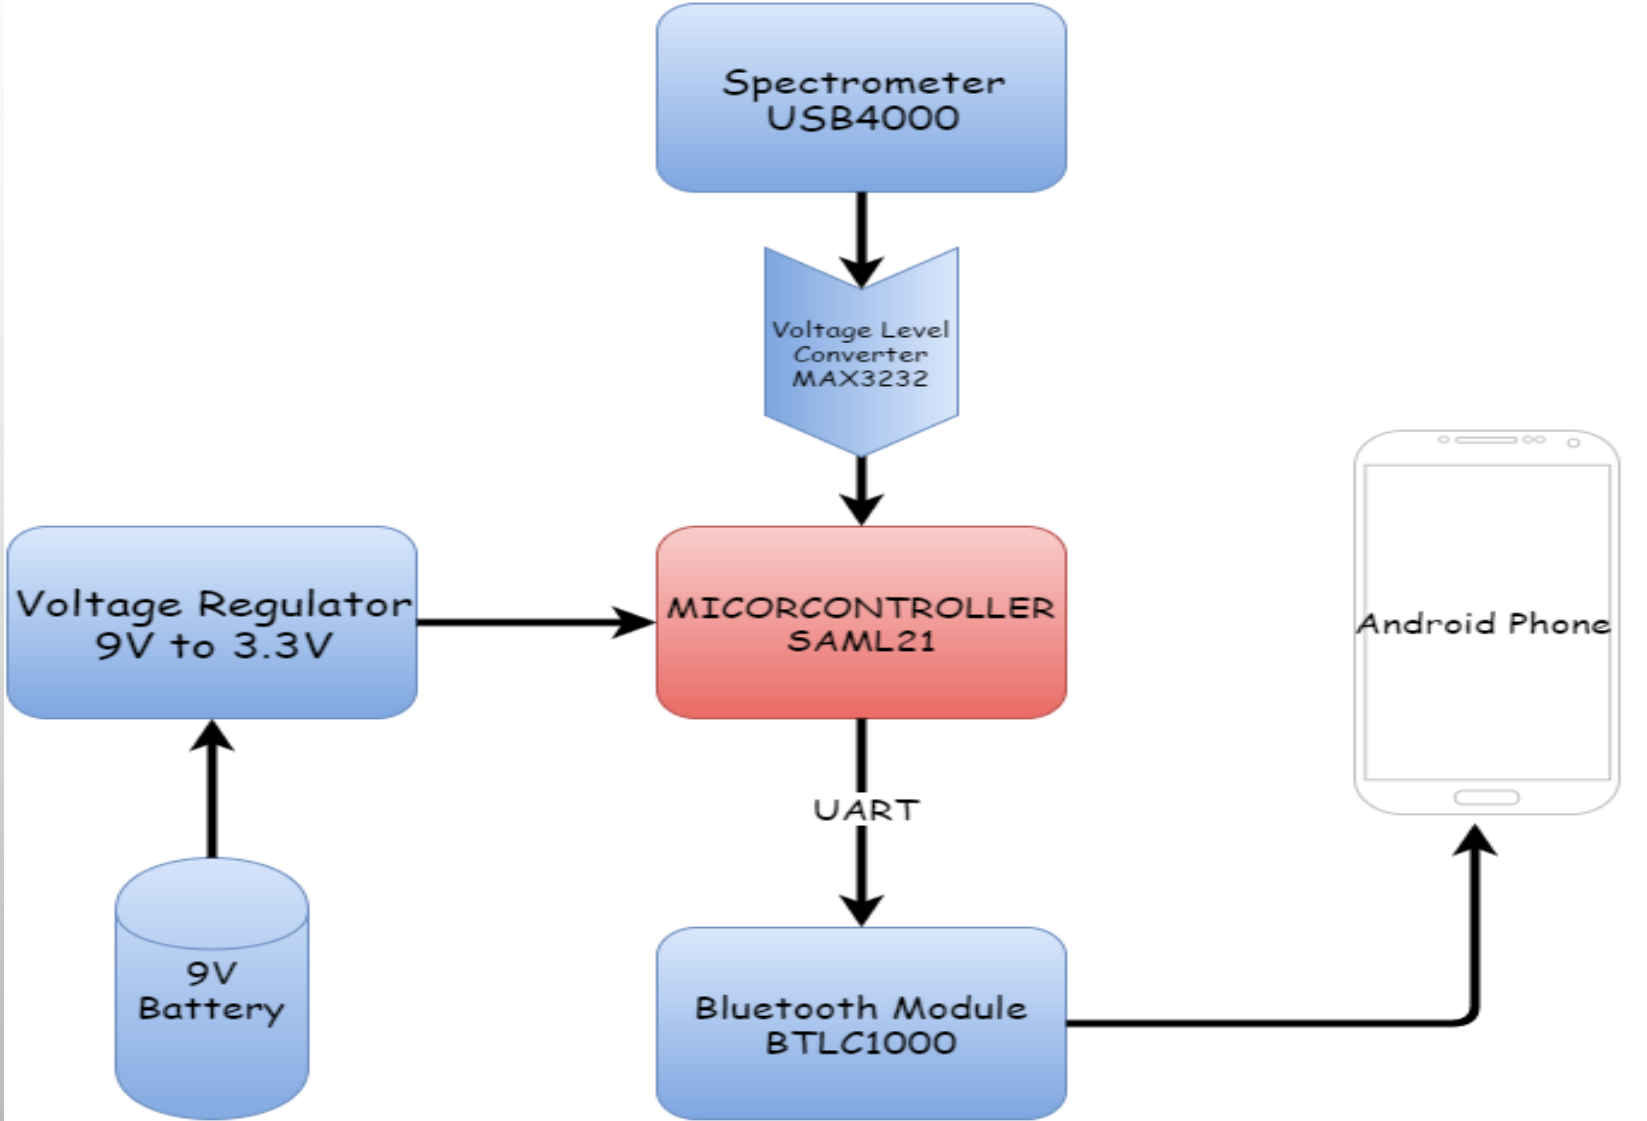 Spectrometer
USB4000
Voltage Level
Converter
MAX3232
Voltage Regulator
9V to 3.3V
MICORCONTROLLER
SAML21
Android Phone
UART
9V
Battery
Bluetooth Module
BTLC1000